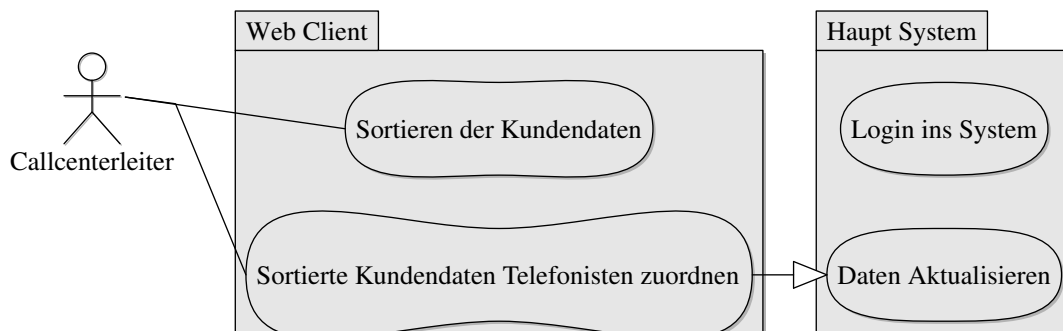 Web Client
Haupt System
Callcenterleiter
Sortieren der Kundendaten
Login ins System
Sortierte Kundendaten Telefonisten zuordnen
Daten Aktualisieren